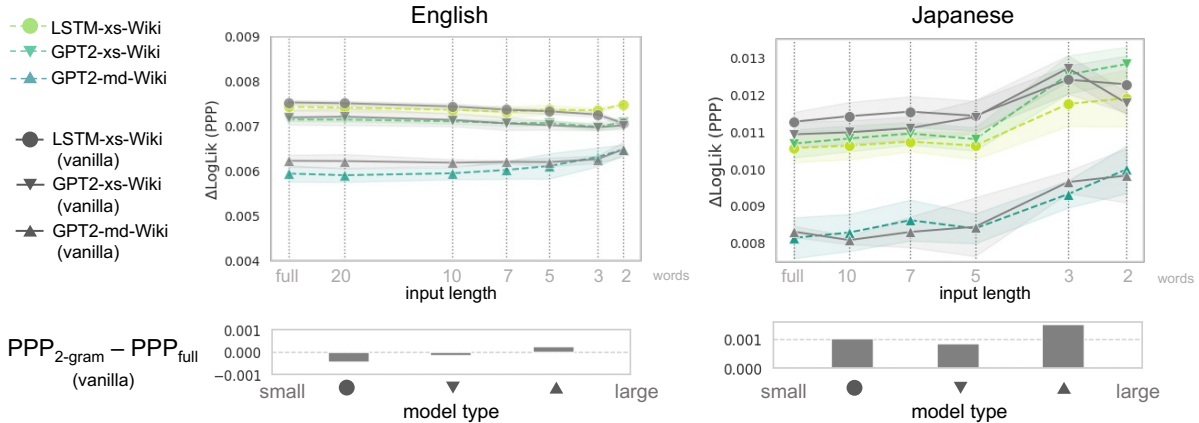 English
Japanese
LSTM-xs-Wiki
GPT2-xs-Wiki
GPT2-md-Wiki
LSTM-xs-Wiki
(vanilla)
GPT2-xs-Wiki
(vanilla)
GPT2-md-Wiki
(vanilla)
ΔLogLik (PPP)
0.009
0.008
0.007
0.006
0.005
0.004
full 20 10 7 5 3 2 words
input length
ΔLogLik (PPP)
0.013
0.012
0.011
0.010
0.009
0.008
full 10 7 5 3 2 words
input length
PPP2-gram – PPPfull
(vanilla)
0.001
0.000
−0.001
small large
model type
0.001
0.000
small large
model type